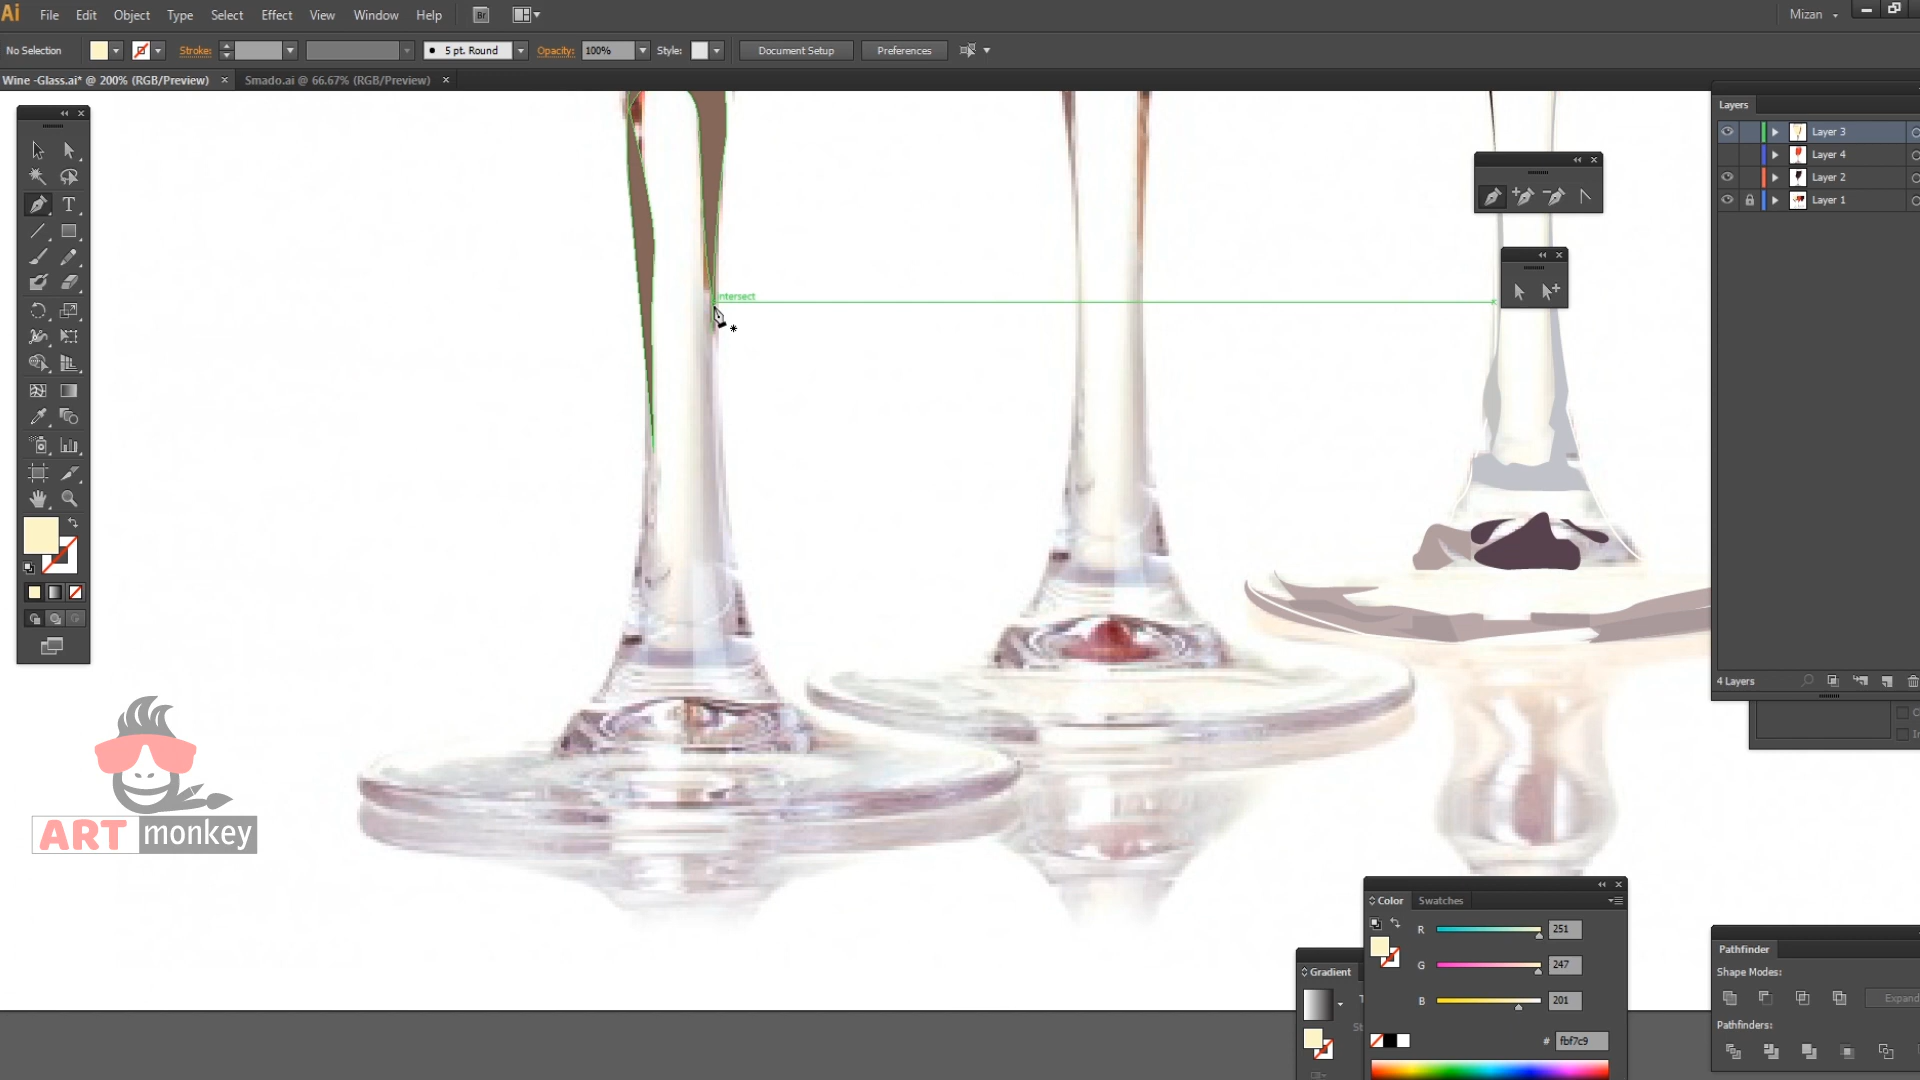 Ai File Edit Object Type Select Effect View Window Help Br Mizan
No Selection Stroke: 5 pt. Round Opacity: 100% Style: Document Setup Preferences
Wine -Glass.ai* @ 200% (RGB/Preview) × Smado.ai @ 66.67% (RGB/Preview) ×
Layers
Layer 3
Layer 4
Layer 2
Layer 1
intersect
4 Layers
ART monkey
Color Swatches
R 251
G 247
B 201
# fbf7c9
Gradient
Pathfinder
Shape Modes:
Expand
Pathfinders: